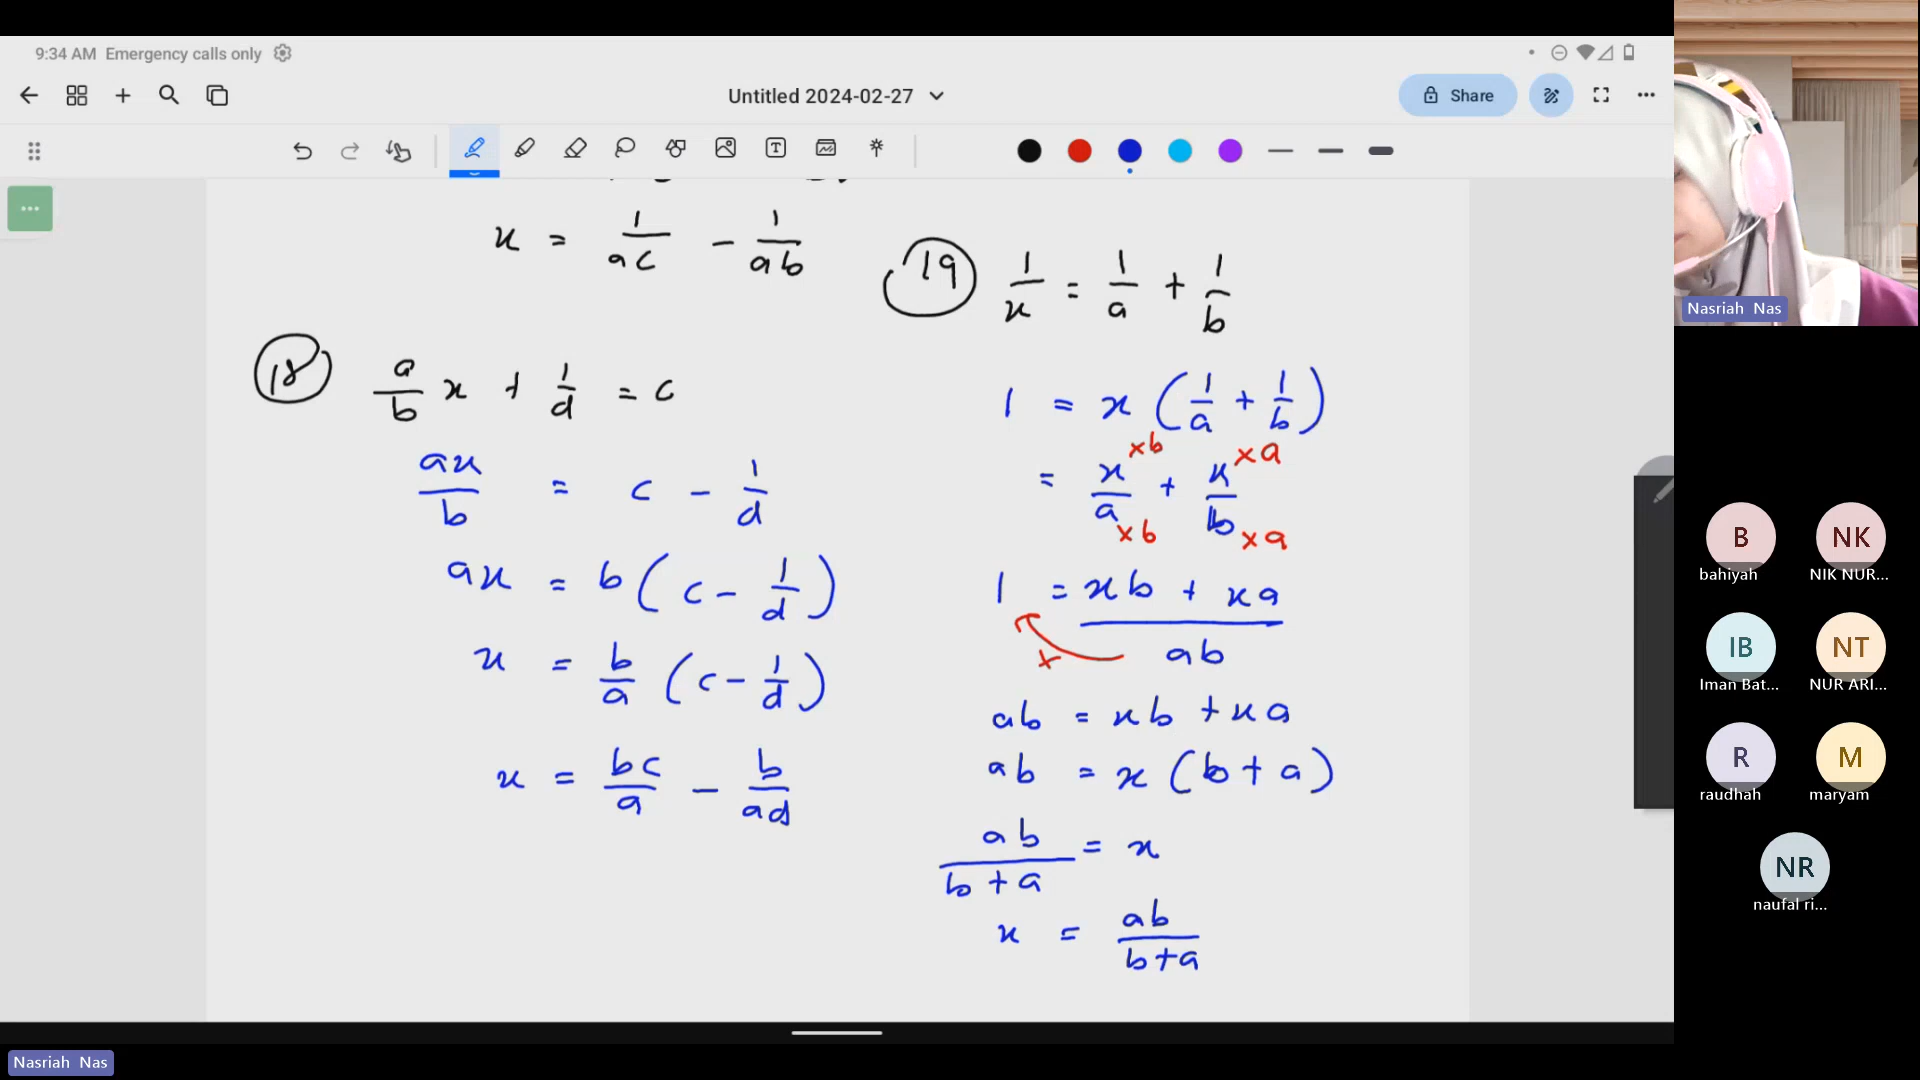 9:34 AM Emergency calls only
Untitled 2024-02-27
Share
x = 1/ac - 1/ab
18 a/b x + 1/d = c
ax/b = c - 1/d
ax = b(c - 1/d)
x = b/a (c - 1/d)
x = bc/a - b/ad
19 1/x = 1/a + 1/b
1 = x(1/a + 1/b)
×b ×a
= x/a + x/b
×b ×a
1 = xb + xa / ab
×
ab = xb + xa
ab = x(b + a)
ab/b+a = x
x = ab/b+a
Nasriah Nas
B
bahiyah
NK
NIK NUR...
IB
Iman Bat...
NT
NUR ARI...
R
raudhah
M
maryam
NR
naufal ri...
Nasriah Nas